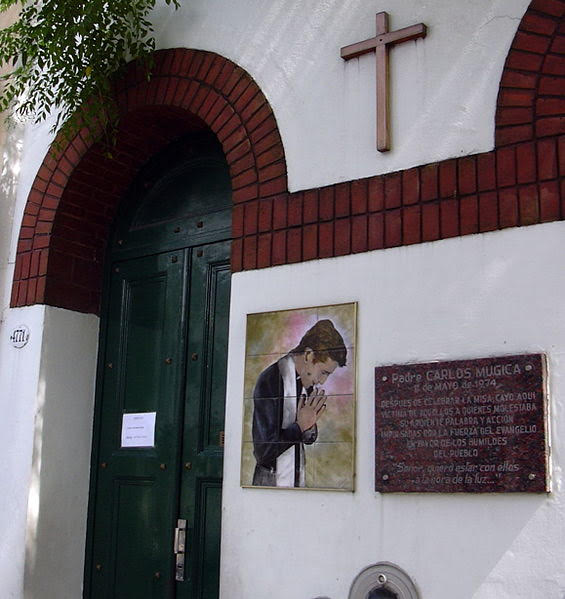 4771
Padre CARLOS MUGICA
11 DE MAYO de 1974
DESPUES DE CELEBRAR LA MISA, CAYO AQUI
VICTIMA DE AQUELLOS A QUIENES MOLESTABA
SU ARDIENTE PALABRA Y ACCION
IMPULSADAS POR LA FUERZA DEL EVANGELIO
EN FAVOR DE LOS HUMILDES
DEL PUEBLO
"Señor, quiero estar con ellos
a la hora de la luz..."